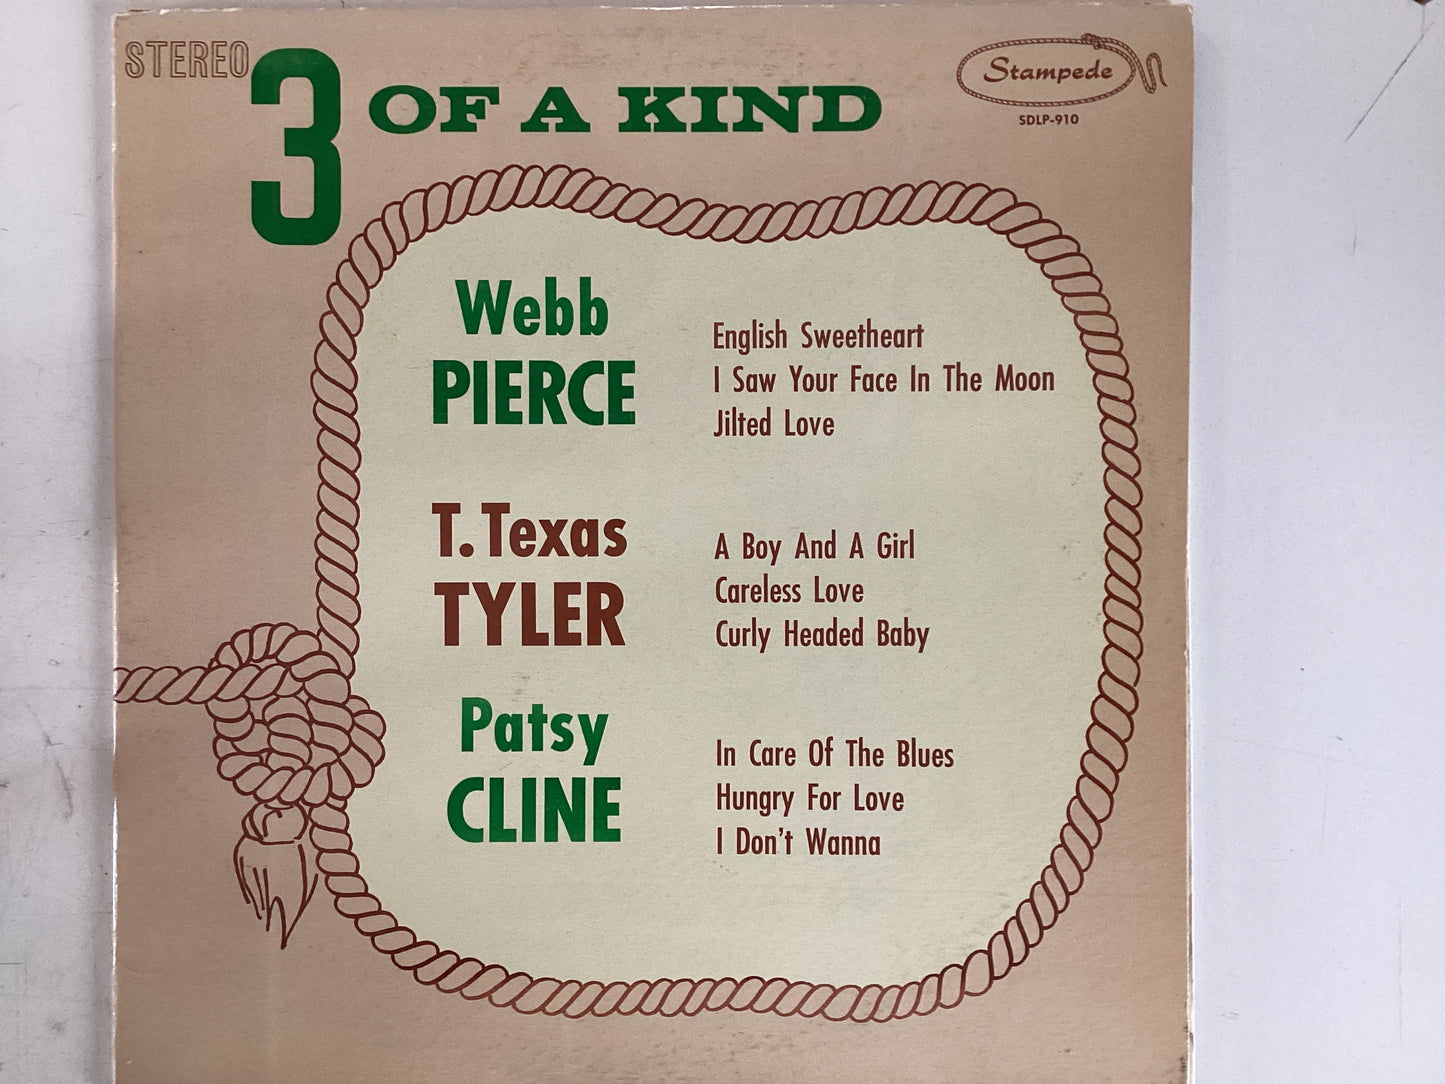 STEREO
3 OF A KIND
Stampede
SDLP-910
Webb
PIERCE
English Sweetheart
I Saw Your Face In The Moon
Jilted Love
T. Texas
TYLER
A Boy And A Girl
Careless Love
Curly Headed Baby
Patsy
CLINE
In Care Of The Blues
Hungry For Love
I Don't Wanna